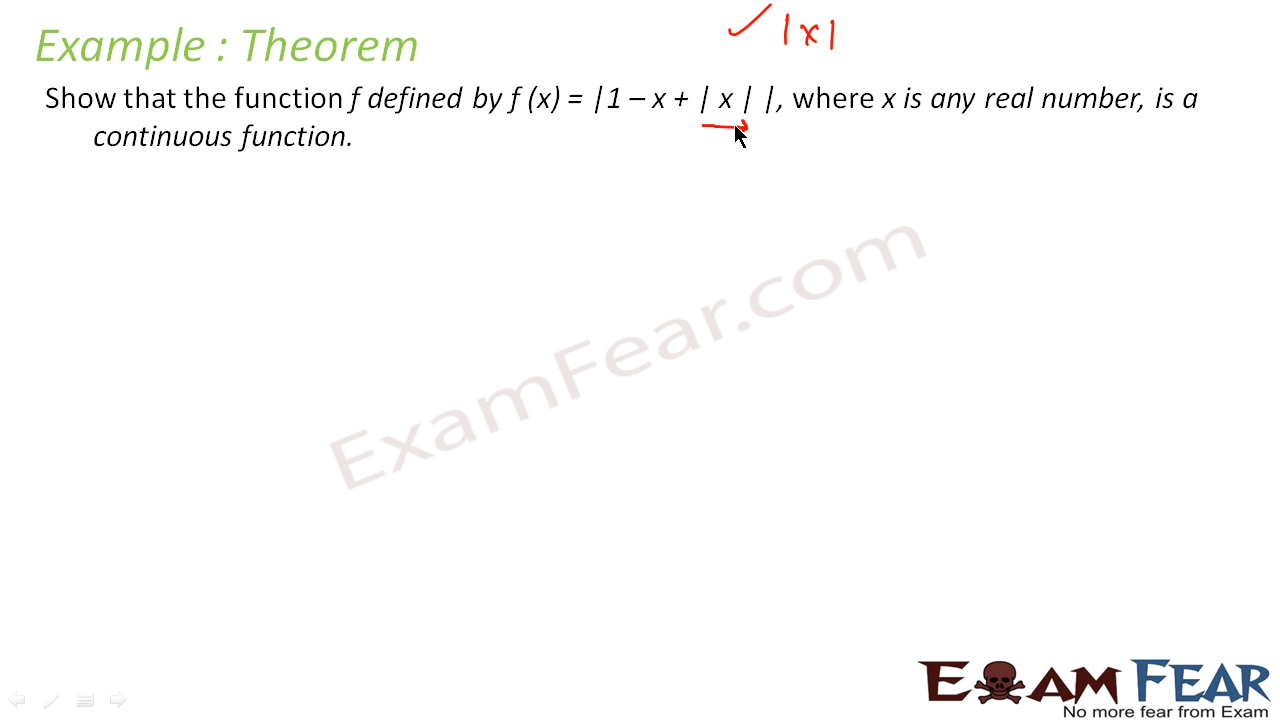 Example : Theorem
✓ |x|
Show that the function f defined by f (x) = |1 – x + | x | |, where x is any real number, is a
continuous function.
ExamFear.com
EXAM FEAR
No more fear from Exam